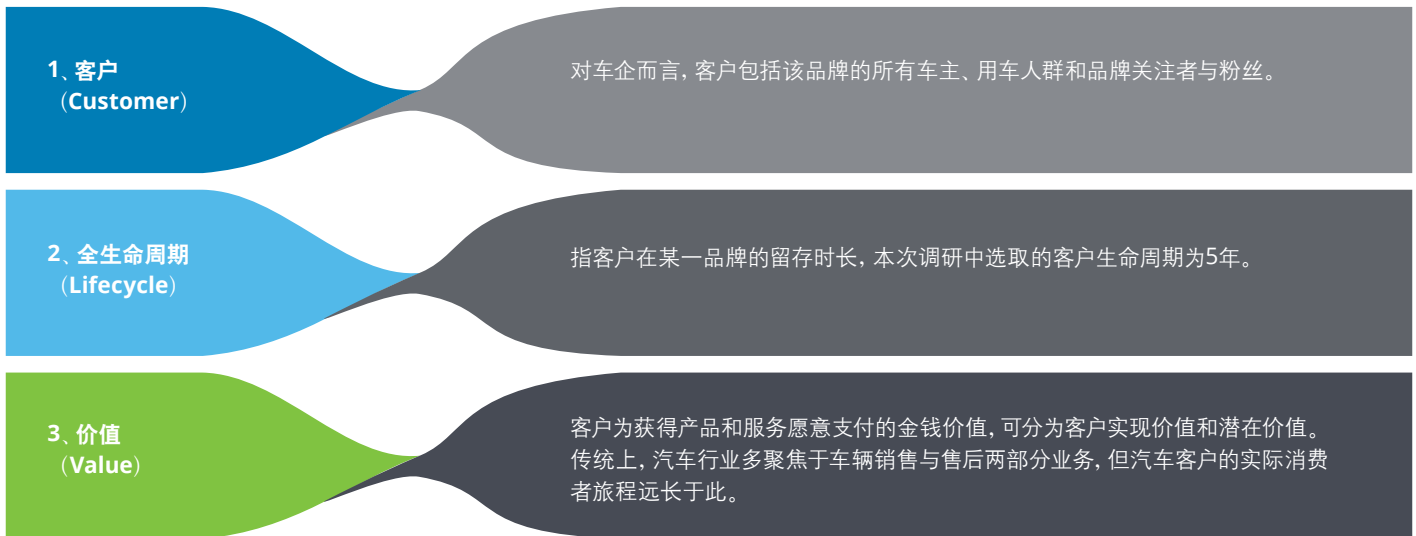 1、客户
（Customer）
对车企而言，客户包括该品牌的所有车主、用车人群和品牌关注者与粉丝。
2、全生命周期
（Lifecycle）
指客户在某一品牌的留存时长，本次调研中选取的客户生命周期为5年。
3、价值
（Value）
客户为获得产品和服务愿意支付的金钱价值，可分为客户实现价值和潜在价值。
传统上，汽车行业多聚焦于车辆销售与售后两部分业务，但汽车客户的实际消费
者旅程远长于此。